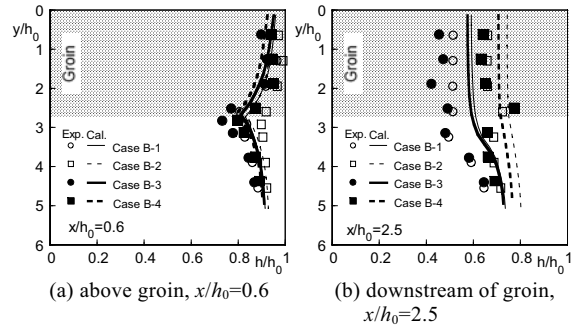 0
y/h0
1
2
3
4
5
6
Groin
Exp. Cal.
Case B-1
Case B-2
Case B-3
Case B-4
x/h0=0.6
0 0.2 0.4 0.6 0.8 1
h/h0
0
y/h0
1
2
3
4
5
6
Groin
Exp. Cal.
Case B-1
Case B-2
Case B-3
Case B-4
x/h0=2.5
0 0.2 0.4 0.6 0.8 1
h/h0
(a) above groin, x/h0=0.6
(b) downstream of groin,
x/h0=2.5